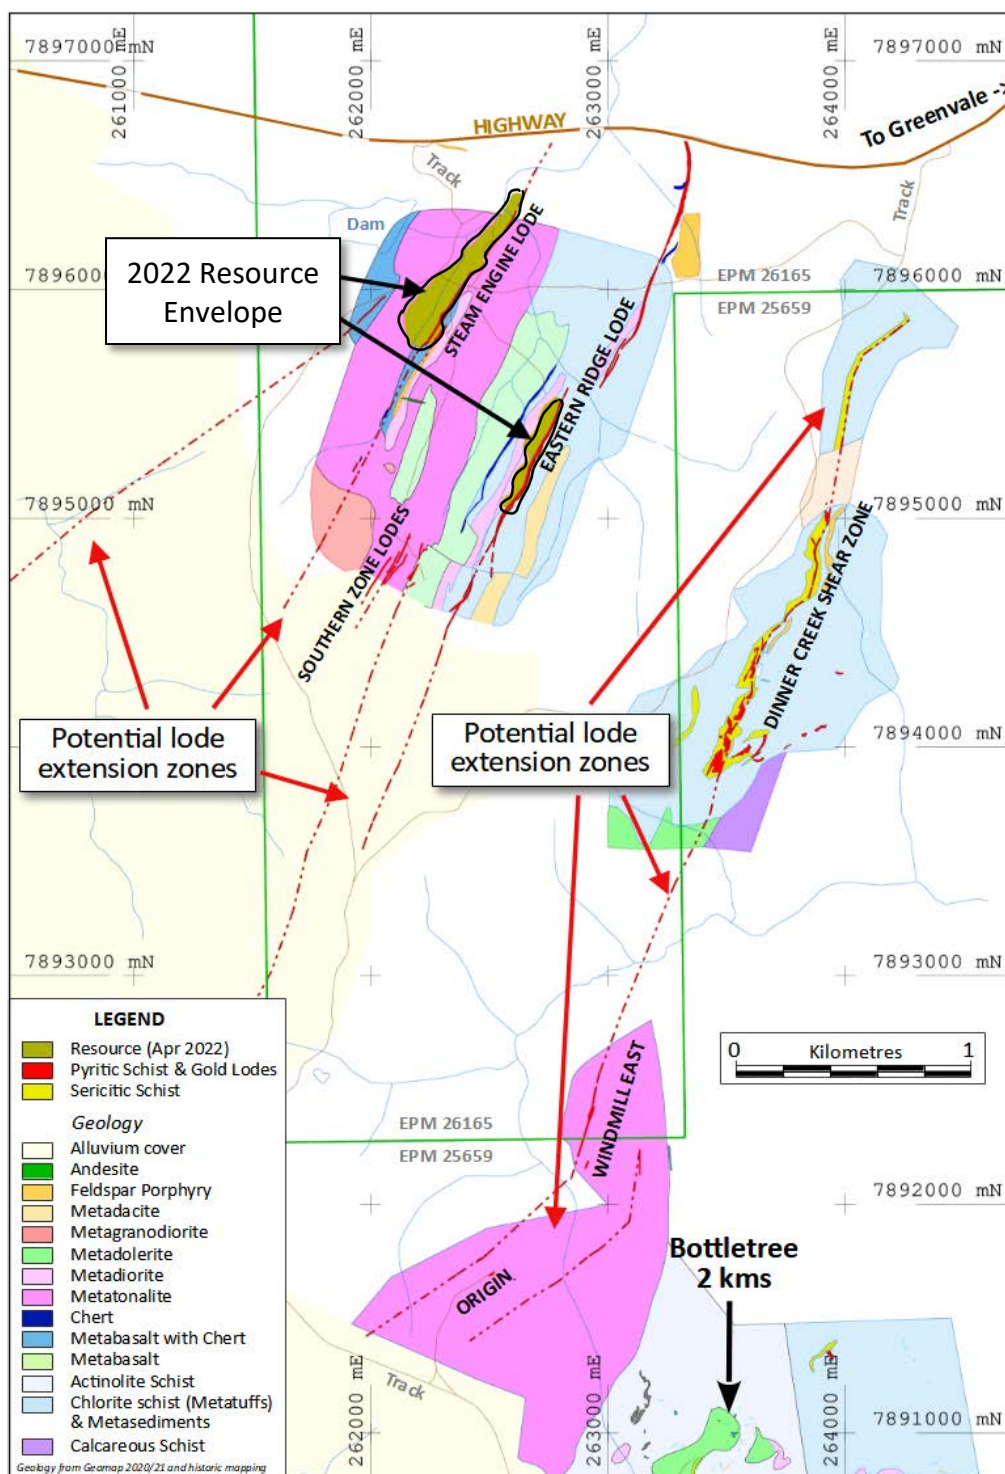 7897000 mN
7897000 mN
261000 mE
262000 mE
263000 mE
264000 mE
HIGHWAY
To Greenvale ->
Track
Track
Dam
2022 Resource
Envelope
STEAM ENGINE LODE
7896000 mN
7896000 mN
EPM 26165
EPM 25659
EASTERN RIDGE LODE
7895000 mN
7895000 mN
SOUTHERN ZONE LODES
DINNER CREEK SHEAR ZONE
Potential lode
extension zones
Potential lode
extension zones
7894000 mN
7893000 mN
7893000 mN
LEGEND
Resource (Apr 2022)
Pyritic Schist & Gold Lodes
Sericitic Schist
Geology
Alluvium cover
Andesite
Feldspar Porphyry
Metadacite
Metagranodiorite
Metadolerite
Metadiorite
Metatonalite
Chert
Metabasalt with Chert
Metabasalt
Actinolite Schist
Chlorite schist (Metatuffs)
& Metasediments
Calcareous Schist
Geology from Geomap 2020/21 and historic mapping
0 Kilometres 1
WINDMILL EAST
EPM 26165
EPM 25659
7892000 mN
ORIGIN
Bottletree
2 kms
Track
262000 mE
263000 mE
264000 mE
7891000 mN